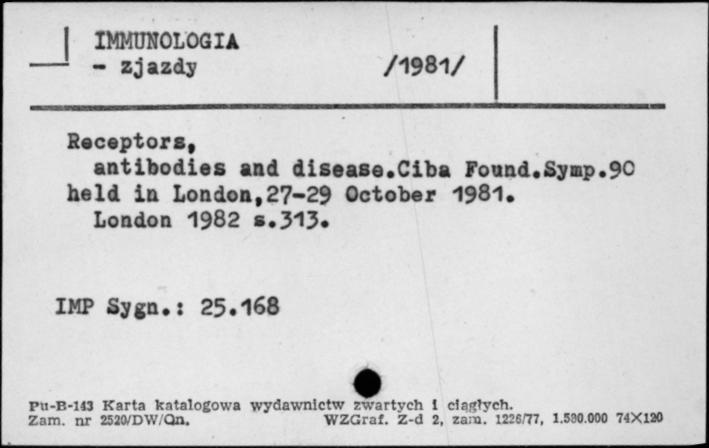 IMMUNOLOGIA
- zjazdy /1981/
Receptors,
antibodies and disease.Ciba Found.Symp.90
held in London,27-29 October 1981.
London 1982 s.313.
IMP Sygn.: 25.168
Pu-B-143 Karta katalogowa wydawnictw zwartych i ciągłych.
Zam. nr 2520/DW/Qn. WZGraf. Z-d 2, zam. 1226/77, 1.500.000 74X120